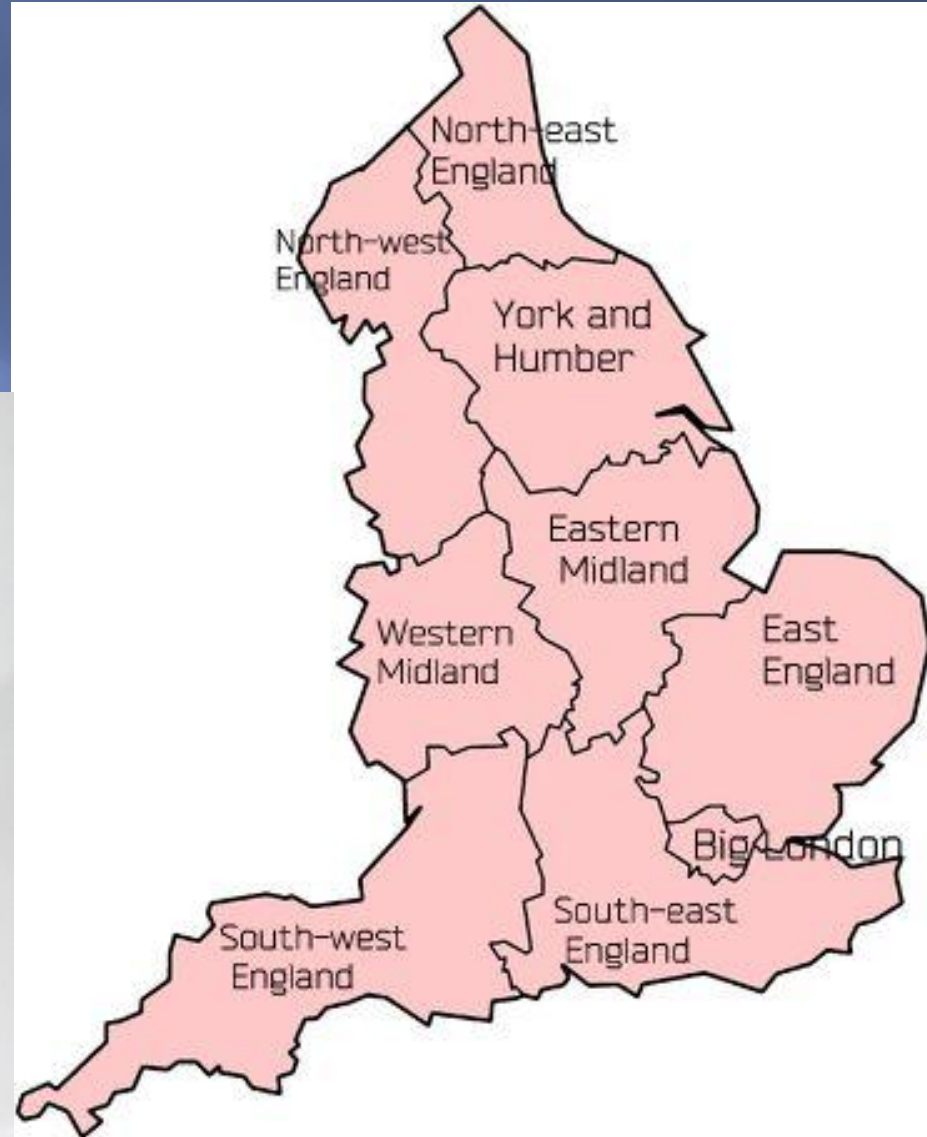 North-east
England
North-west
England
York and
Humber
Eastern
Midland
Western
Midland
East
England
Big London
South-east
England
South-west
England